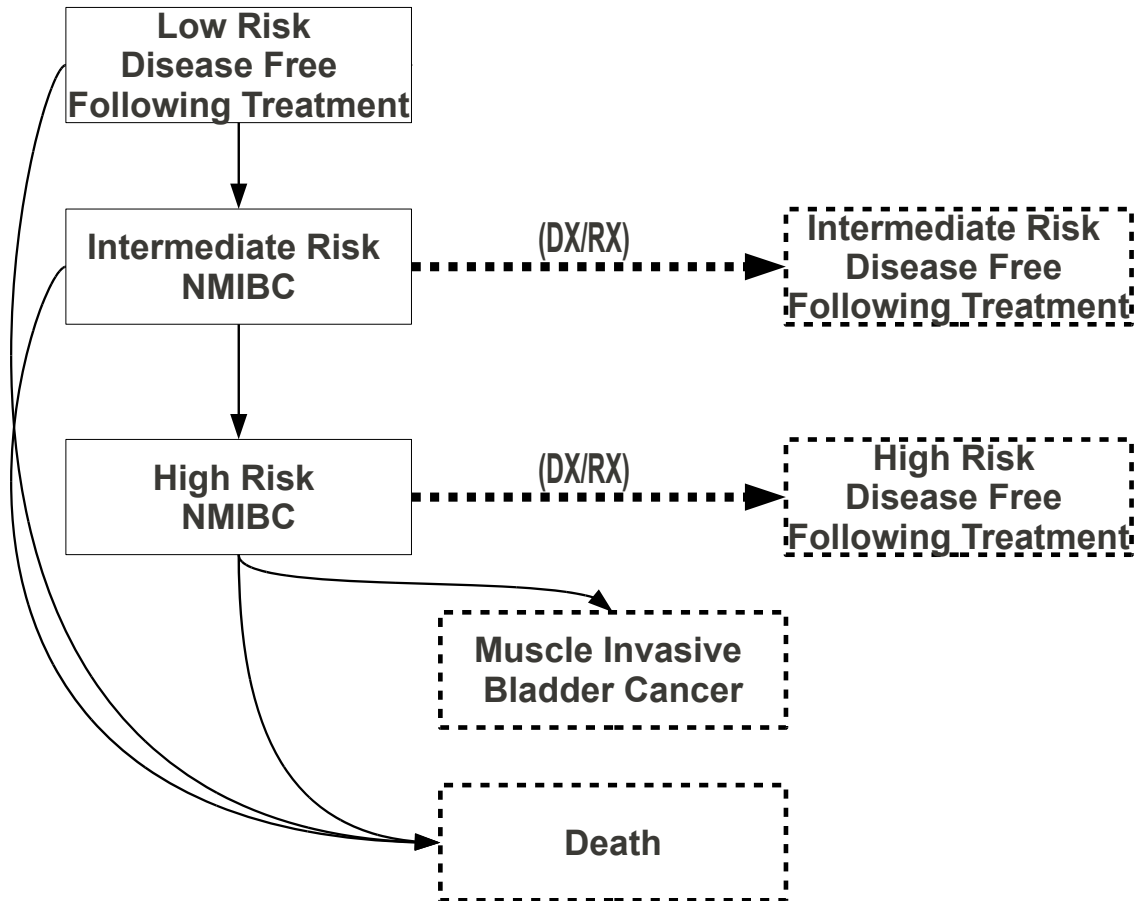 Low Risk
Disease Free
Following Treatment
Intermediate Risk
NMIBC
(DX/RX)
Intermediate Risk
Disease Free
Following Treatment
High Risk
NMIBC
(DX/RX)
High Risk
Disease Free
Following Treatment
Muscle Invasive
Bladder Cancer
Death